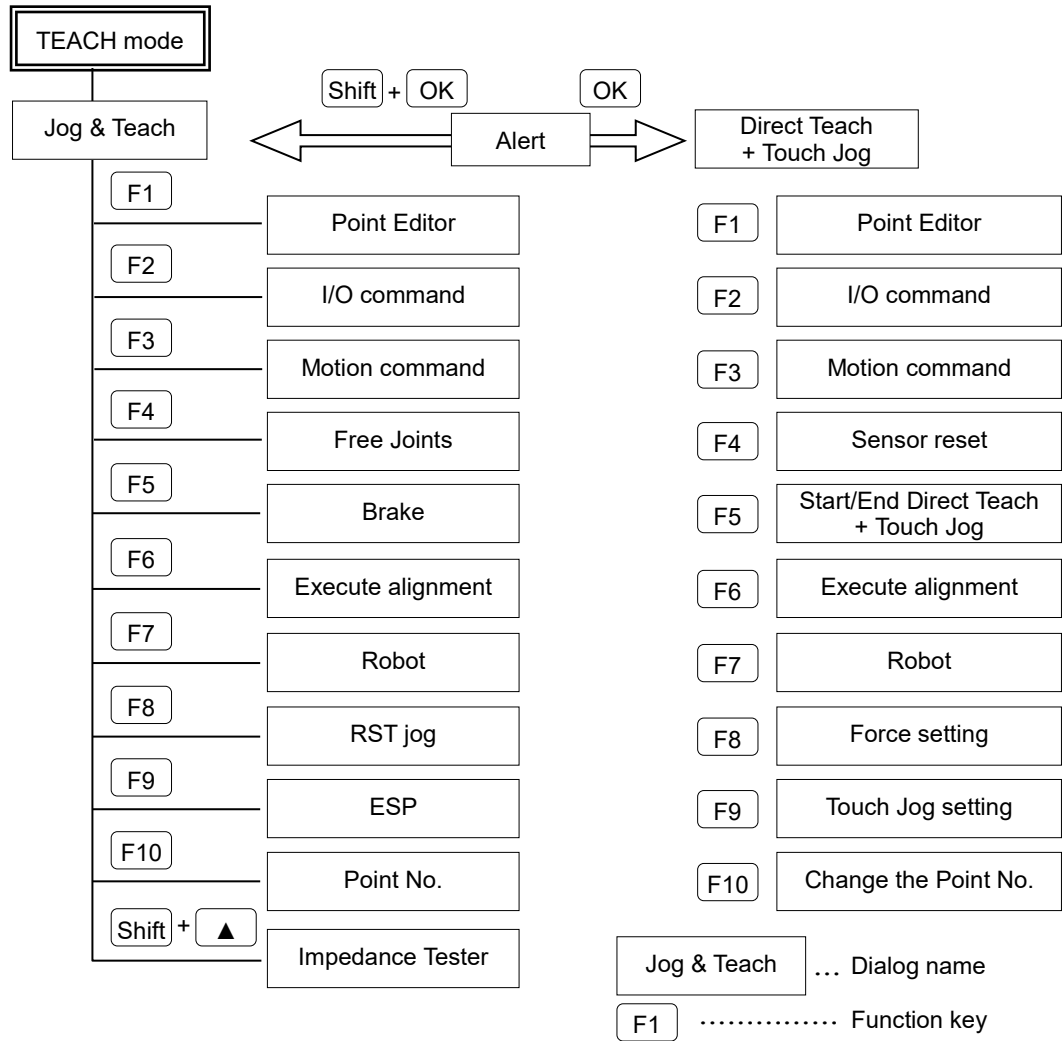 TEACH mode
Shift + OK
OK
Jog & Teach
Alert
Direct Teach
+ Touch Jog
F1
Point Editor
F2
I/O command
F3
Motion command
F4
Free Joints
F5
Brake
F6
Execute alignment
F7
Robot
F8
RST jog
F9
ESP
F10
Point No.
Shift + ▲
Impedance Tester
F1 Point Editor
F2 I/O command
F3 Motion command
F4 Sensor reset
F5 Start/End Direct Teach
+ Touch Jog
F6 Execute alignment
F7 Robot
F8 Force setting
F9 Touch Jog setting
F10 Change the Point No.
Jog & Teach ... Dialog name
F1 ............... Function key